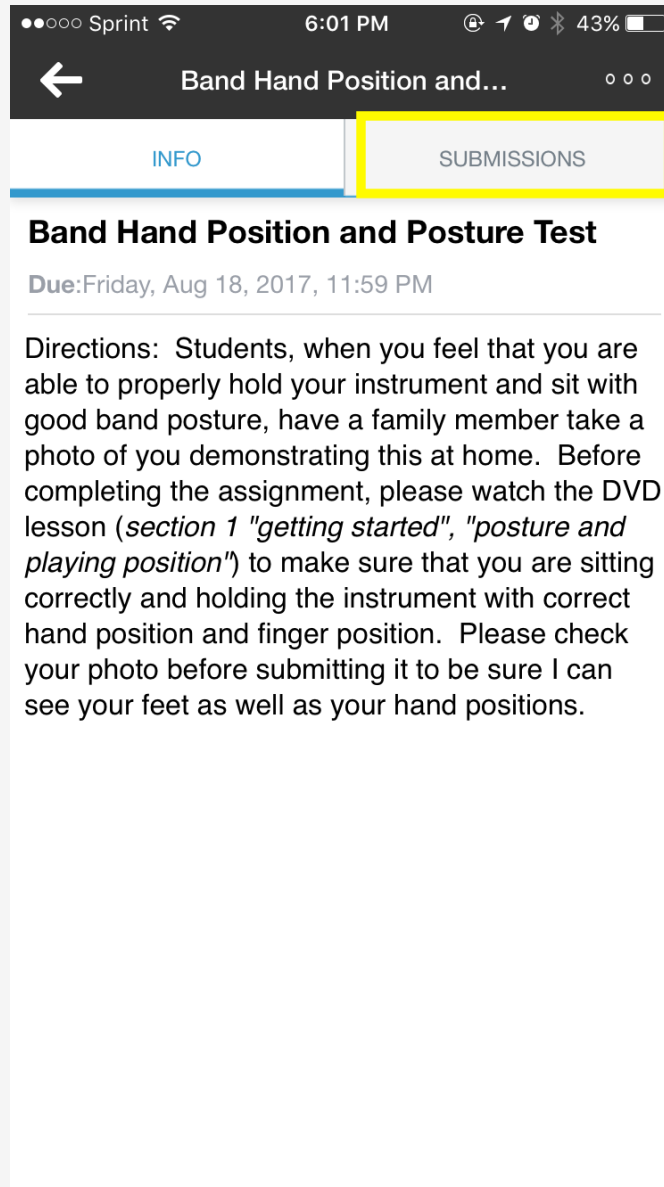 Sprint 6:01 PM 43%
Band Hand Position and...
INFO SUBMISSIONS
Band Hand Position and Posture Test
Due:Friday, Aug 18, 2017, 11:59 PM
Directions:  Students, when you feel that you are
able to properly hold your instrument and sit with
good band posture, have a family member take a
photo of you demonstrating this at home.  Before
completing the assignment, please watch the DVD
lesson (section 1 "getting started", "posture and
playing position") to make sure that you are sitting
correctly and holding the instrument with correct
hand position and finger position.  Please check
your photo before submitting it to be sure I can
see your feet as well as your hand positions.